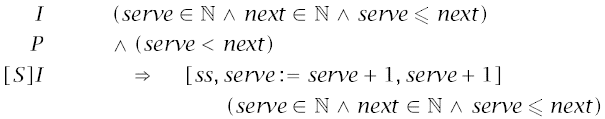 I (serve ∈ ℕ ∧ next ∈ ℕ ∧ serve ⩽ next)
P ∧ (serve < next)
[S]I ⇒ [ss, serve := serve + 1, serve + 1]
(serve ∈ ℕ ∧ next ∈ ℕ ∧ serve ⩽ next)